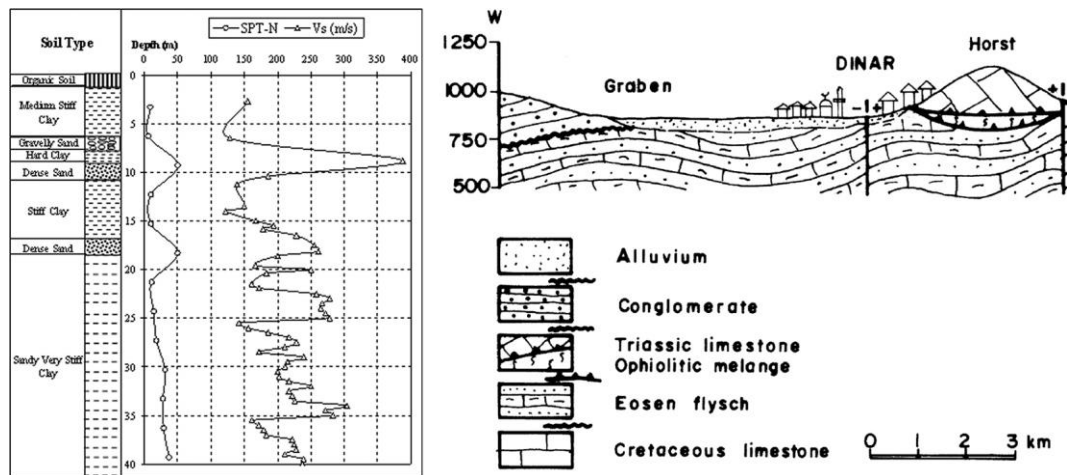 SPT-N Vs (m/s)
Soil Type
Depth (m)
0 50 100 150 200 250 300 350 400
0
5
10
15
20
25
30
35
40
Organic Soil
Medium Stiff
Clay
Gravelly Sand
Hard Clay
Dense Sand
Stiff Clay
Dense Sand
Sandy Very Stiff
Clay
W
1250
1000
750
500
Graben
DINAR
Horst
-1+
+1
Alluvium
Conglomerate
Triassic limestone
Ophiolitic melange
Eosen flysch
Cretaceous limestone
0 1 2 3
km